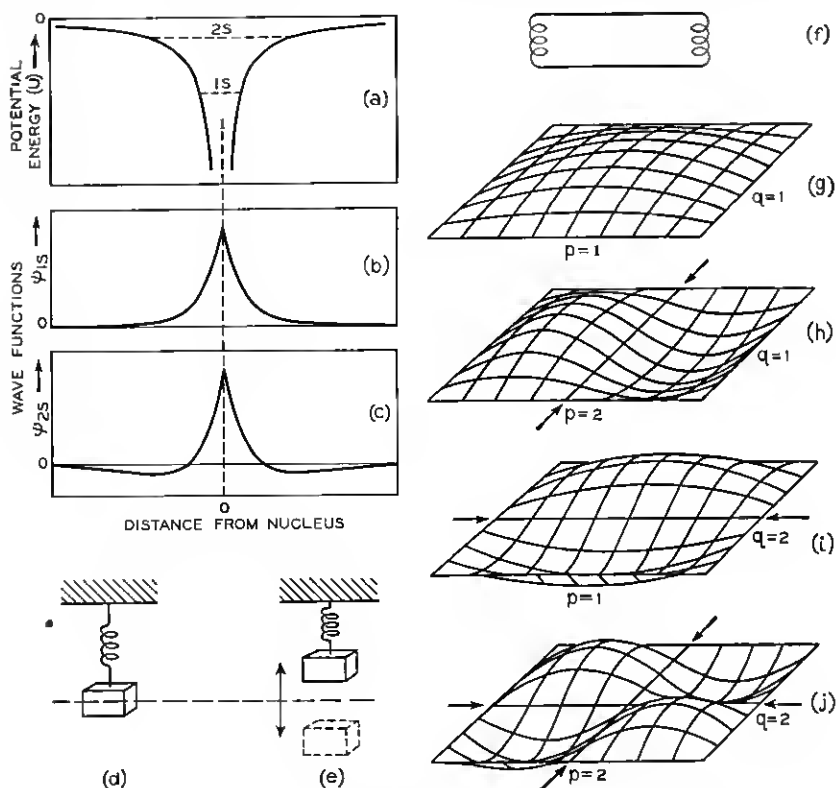 0
2S
1S
POTENTIAL
ENERGY (U)
(a)
WAVE FUNCTIONS
ψ1S
0
(b)
ψ2S
0
(c)
0
DISTANCE FROM NUCLEUS
(d)
(e)
(f)
(g)
q=1
p=1
(h)
q=1
p=2
(i)
q=2
p=1
(j)
q=2
p=2